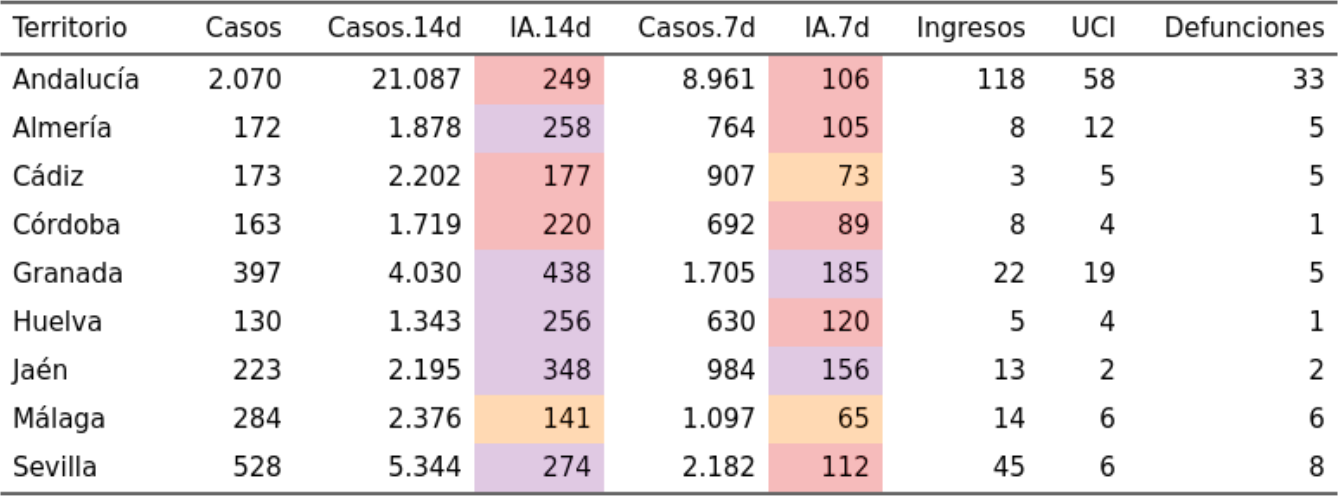 Territorio Casos Casos.14d IA.14d Casos.7d IA.7d Ingresos UCI Defunciones
Andalucía 2.070 21.087 249 8.961 106 118 58 33
Almería 172 1.878 258 764 105 8 12 5
Cádiz 173 2.202 177 907 73 3 5 5
Córdoba 163 1.719 220 692 89 8 4 1
Granada 397 4.030 438 1.705 185 22 19 5
Huelva 130 1.343 256 630 120 5 4 1
Jaén 223 2.195 348 984 156 13 2 2
Málaga 284 2.376 141 1.097 65 14 6 6
Sevilla 528 5.344 274 2.182 112 45 6 8